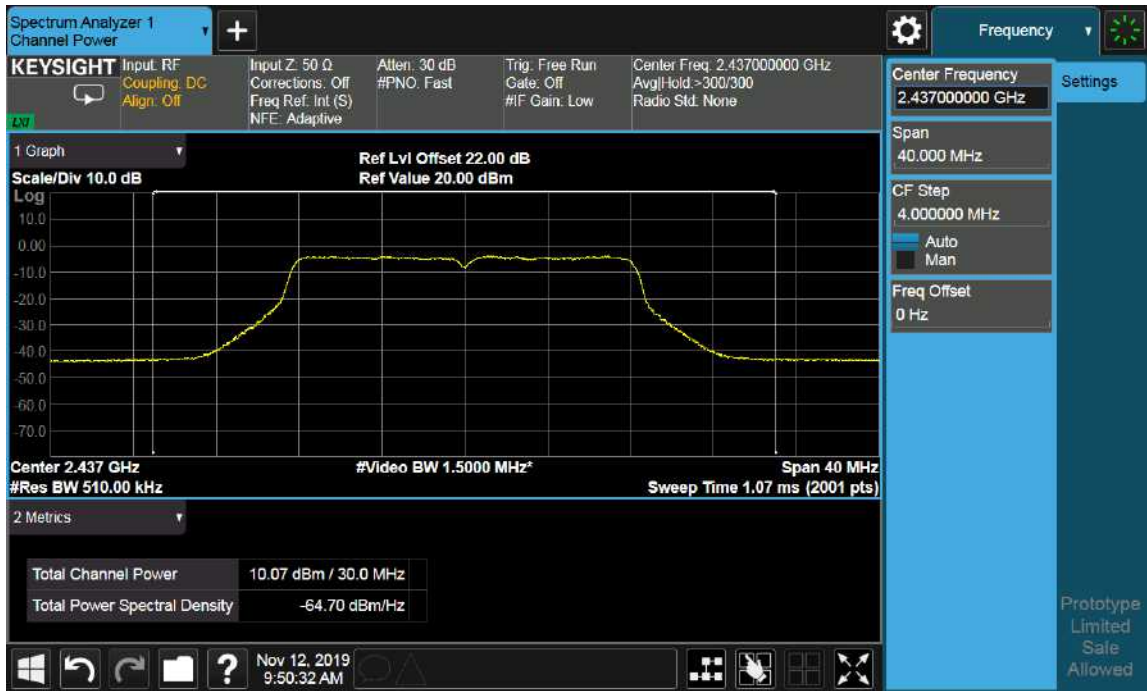 Spectrum Analyzer 1
Channel Power
+
Frequency
KEYSIGHT
LXI
Input: RF
Coupling: DC
Align: Off
Input Z: 50 Ω
Corrections: Off
Freq Ref: Int (S)
NFE: Adaptive
Atten: 30 dB
#PNO: Fast
Trig: Free Run
Gate: Off
#IF Gain: Low
Center Freq: 2.437000000 GHz
Avg|Hold:>300/300
Radio Std: None
Center Frequency
2.437000000 GHz
Settings
Span
40.000 MHz
CF Step
4.000000 MHz
Auto
Man
Freq Offset
0 Hz
1 Graph
Scale/Div 10.0 dB
Ref Lvl Offset 22.00 dB
Ref Value 20.00 dBm
Log
10.0
0.00
-10.0
-20.0
-30.0
-40.0
-50.0
-60.0
-70.0
Center 2.437 GHz
#Video BW 1.5000 MHz*
Span 40 MHz
#Res BW 510.00 kHz
Sweep Time 1.07 ms (2001 pts)
2 Metrics
Total Channel Power 10.07 dBm / 30.0 MHz
Total Power Spectral Density -64.70 dBm/Hz
Prototype
Limited
Sale
Allowed
?
Nov 12, 2019
9:50:32 AM